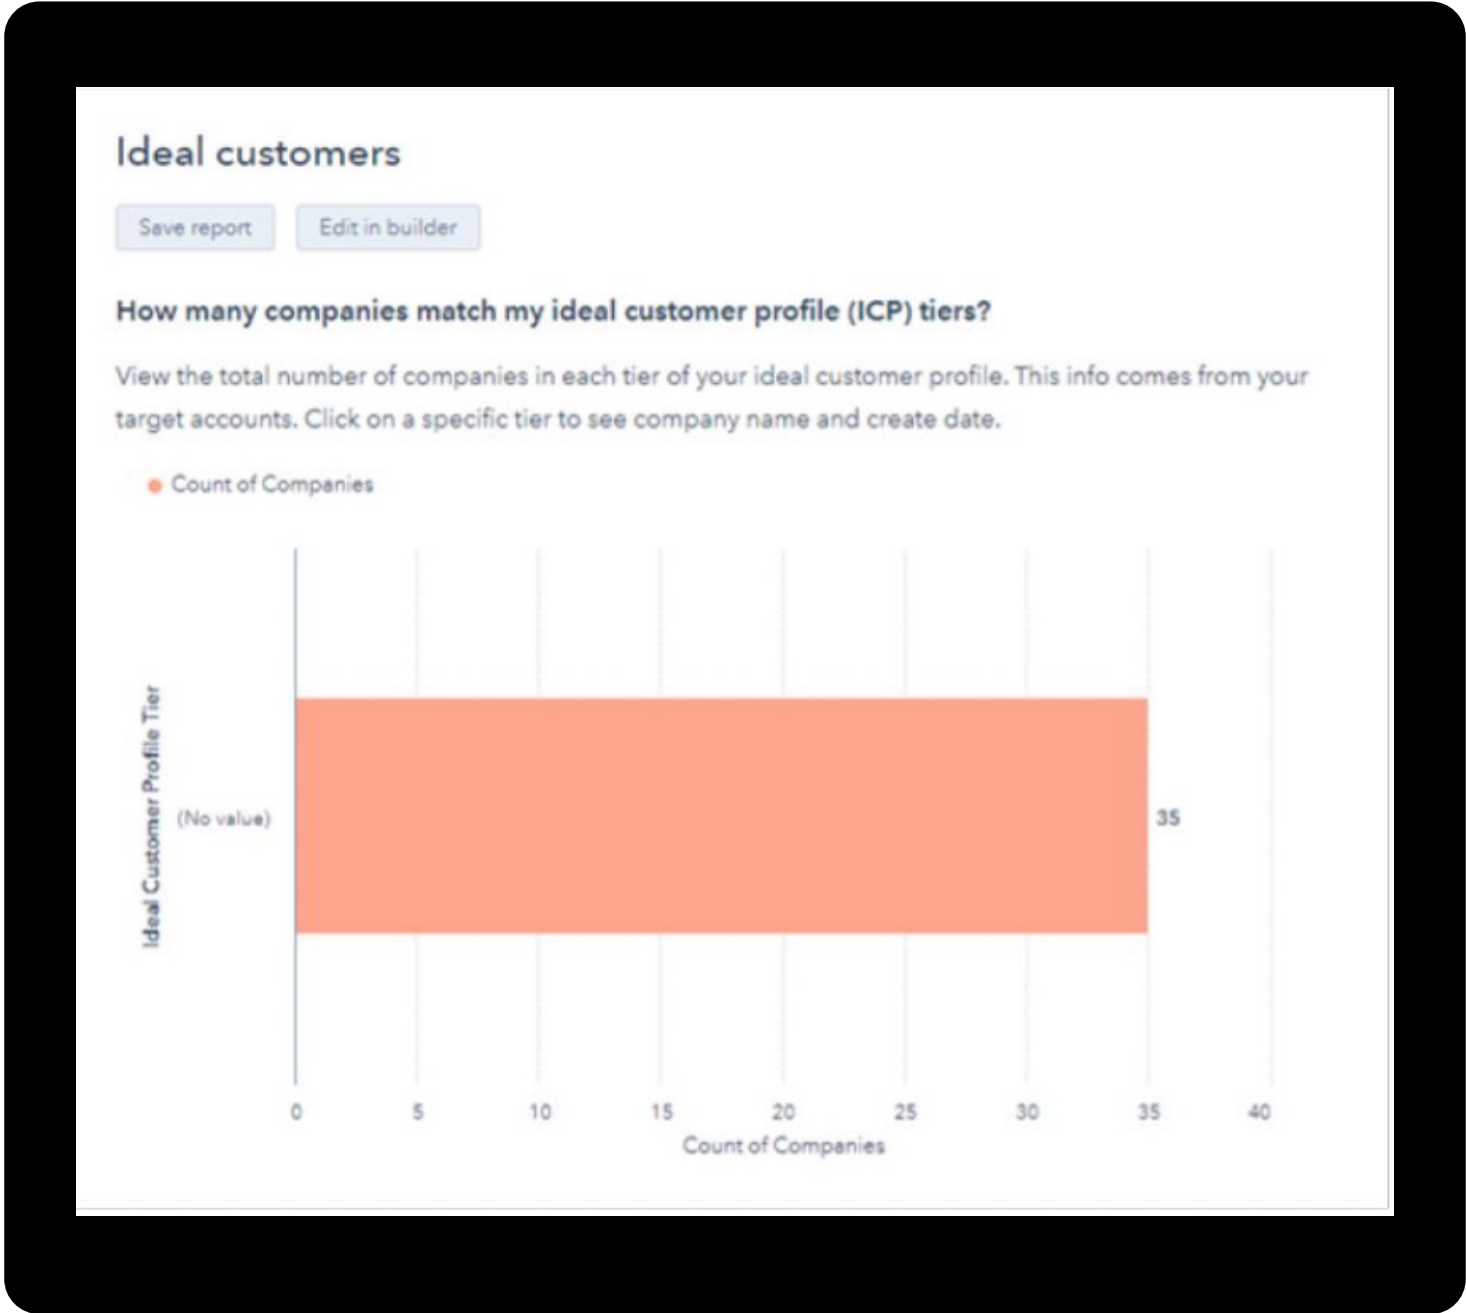 Ideal customers
Save report
Edit in builder
How many companies match my ideal customer profile (ICP) tiers?
View the total number of companies in each tier of your ideal customer profile. This info comes from your
target accounts. Click on a specific tier to see company name and create date.
Count of Companies
Ideal Customer Profile Tier
(No value)
35
0 5 10 15 20 25 30 35 40
Count of Companies